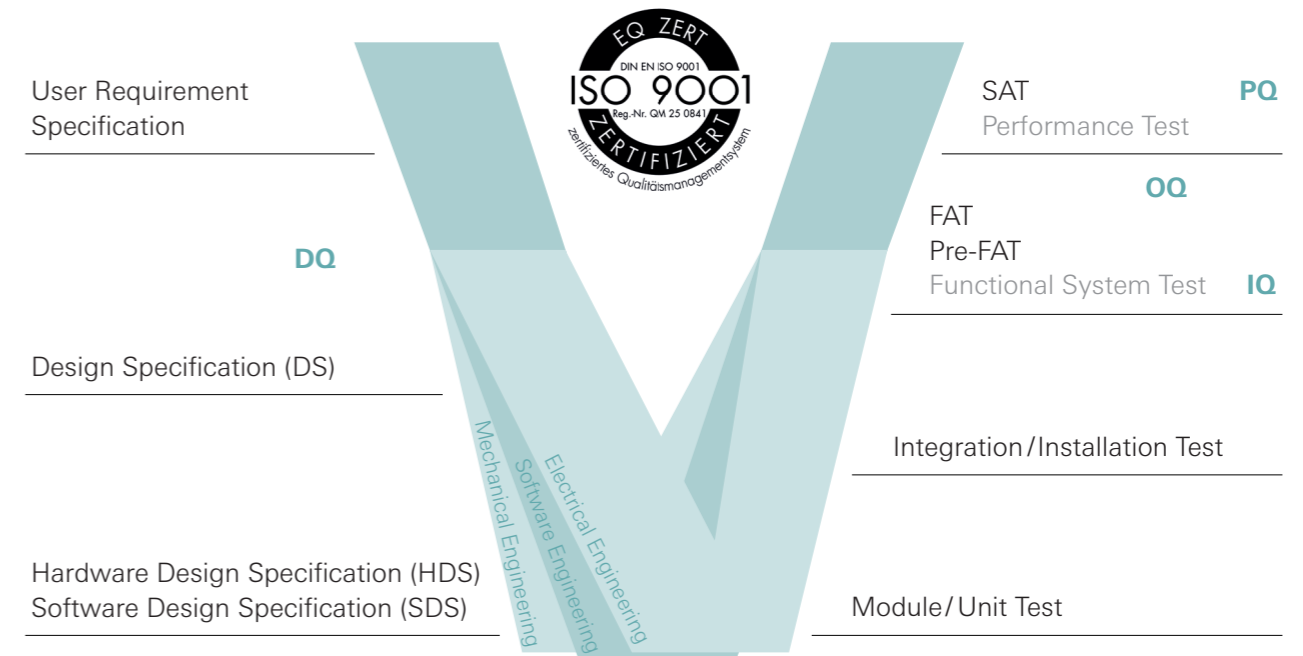 User Requirement
Specification
DQ
Design Specification (DS)
Hardware Design Specification (HDS)
Software Design Specification (SDS)
Mechanical Engineering
Software Engineering
Electrical Engineering
EQ ZERT
DIN EN ISO 9001
ISO 9001
Reg.-Nr. QM 25 0841
ZERTIFIZIERT
zertifiziertes Qualitätsmanagementsystem
SAT PQ
Performance Test
OQ
FAT
Pre-FAT
Functional System Test IQ
Integration/Installation Test
Module/Unit Test